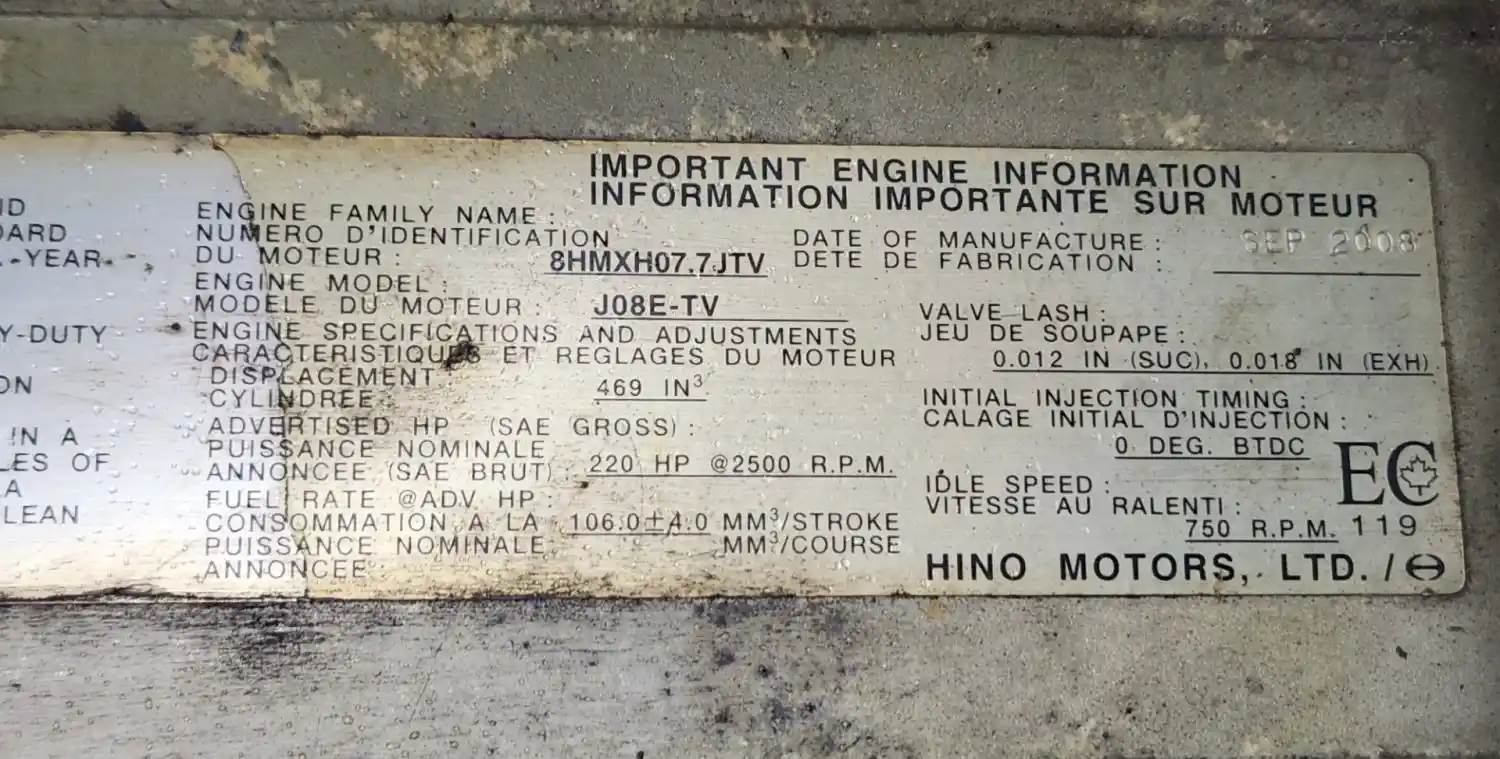 ND
DARD
-YEAR
Y-DUTY
ON
IN A
LES OF
A
LEAN
IMPORTANT ENGINE INFORMATION
INFORMATION IMPORTANTE SUR MOTEUR
ENGINE FAMILY NAME :
NUMERO D'IDENTIFICATION
DU MOTEUR : 8HMXH07.7JTV
ENGINE MODEL :
MODELE DU MOTEUR : J08E-TV
ENGINE SPECIFICATIONS AND ADJUSTMENTS
CARACTERISTIQUES ET REGLAGES DU MOTEUR
DISPLACEMENT :
CYLINDREE : 469 IN³
ADVERTISED HP (SAE GROSS) :
PUISSANCE NOMINALE
ANNONCEE (SAE BRUT) : 220 HP @2500 R.P.M.
FUEL RATE @ADV. HP :
CONSOMMATION A LA 106.0±4.0 MM³/STROKE
PUISSANCE NOMINALE MM³/COURSE
ANNONCEE :
DATE OF MANUFACTURE : SEP 2008
DETE DE FABRICATION :
VALVE LASH :
JEU DE SOUPAPE :
0.012 IN (SUC), 0.018 IN (EXH)
INITIAL INJECTION TIMING :
CALAGE INITIAL D'INJECTION :
0 DEG. BTDC
IDLE SPEED :
VITESSE AU RALENTI :
750 R.P.M.
EC
119
HINO MOTORS, LTD. /